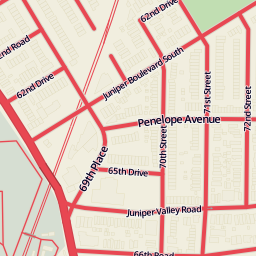 62nd Drive
2nd Road
62nd Drive
Juniper Boulevard South
Penelope Avenue
71st Street
72nd Street
70th Street
69th Place
65th Drive
Juniper Valley Road
66th Road